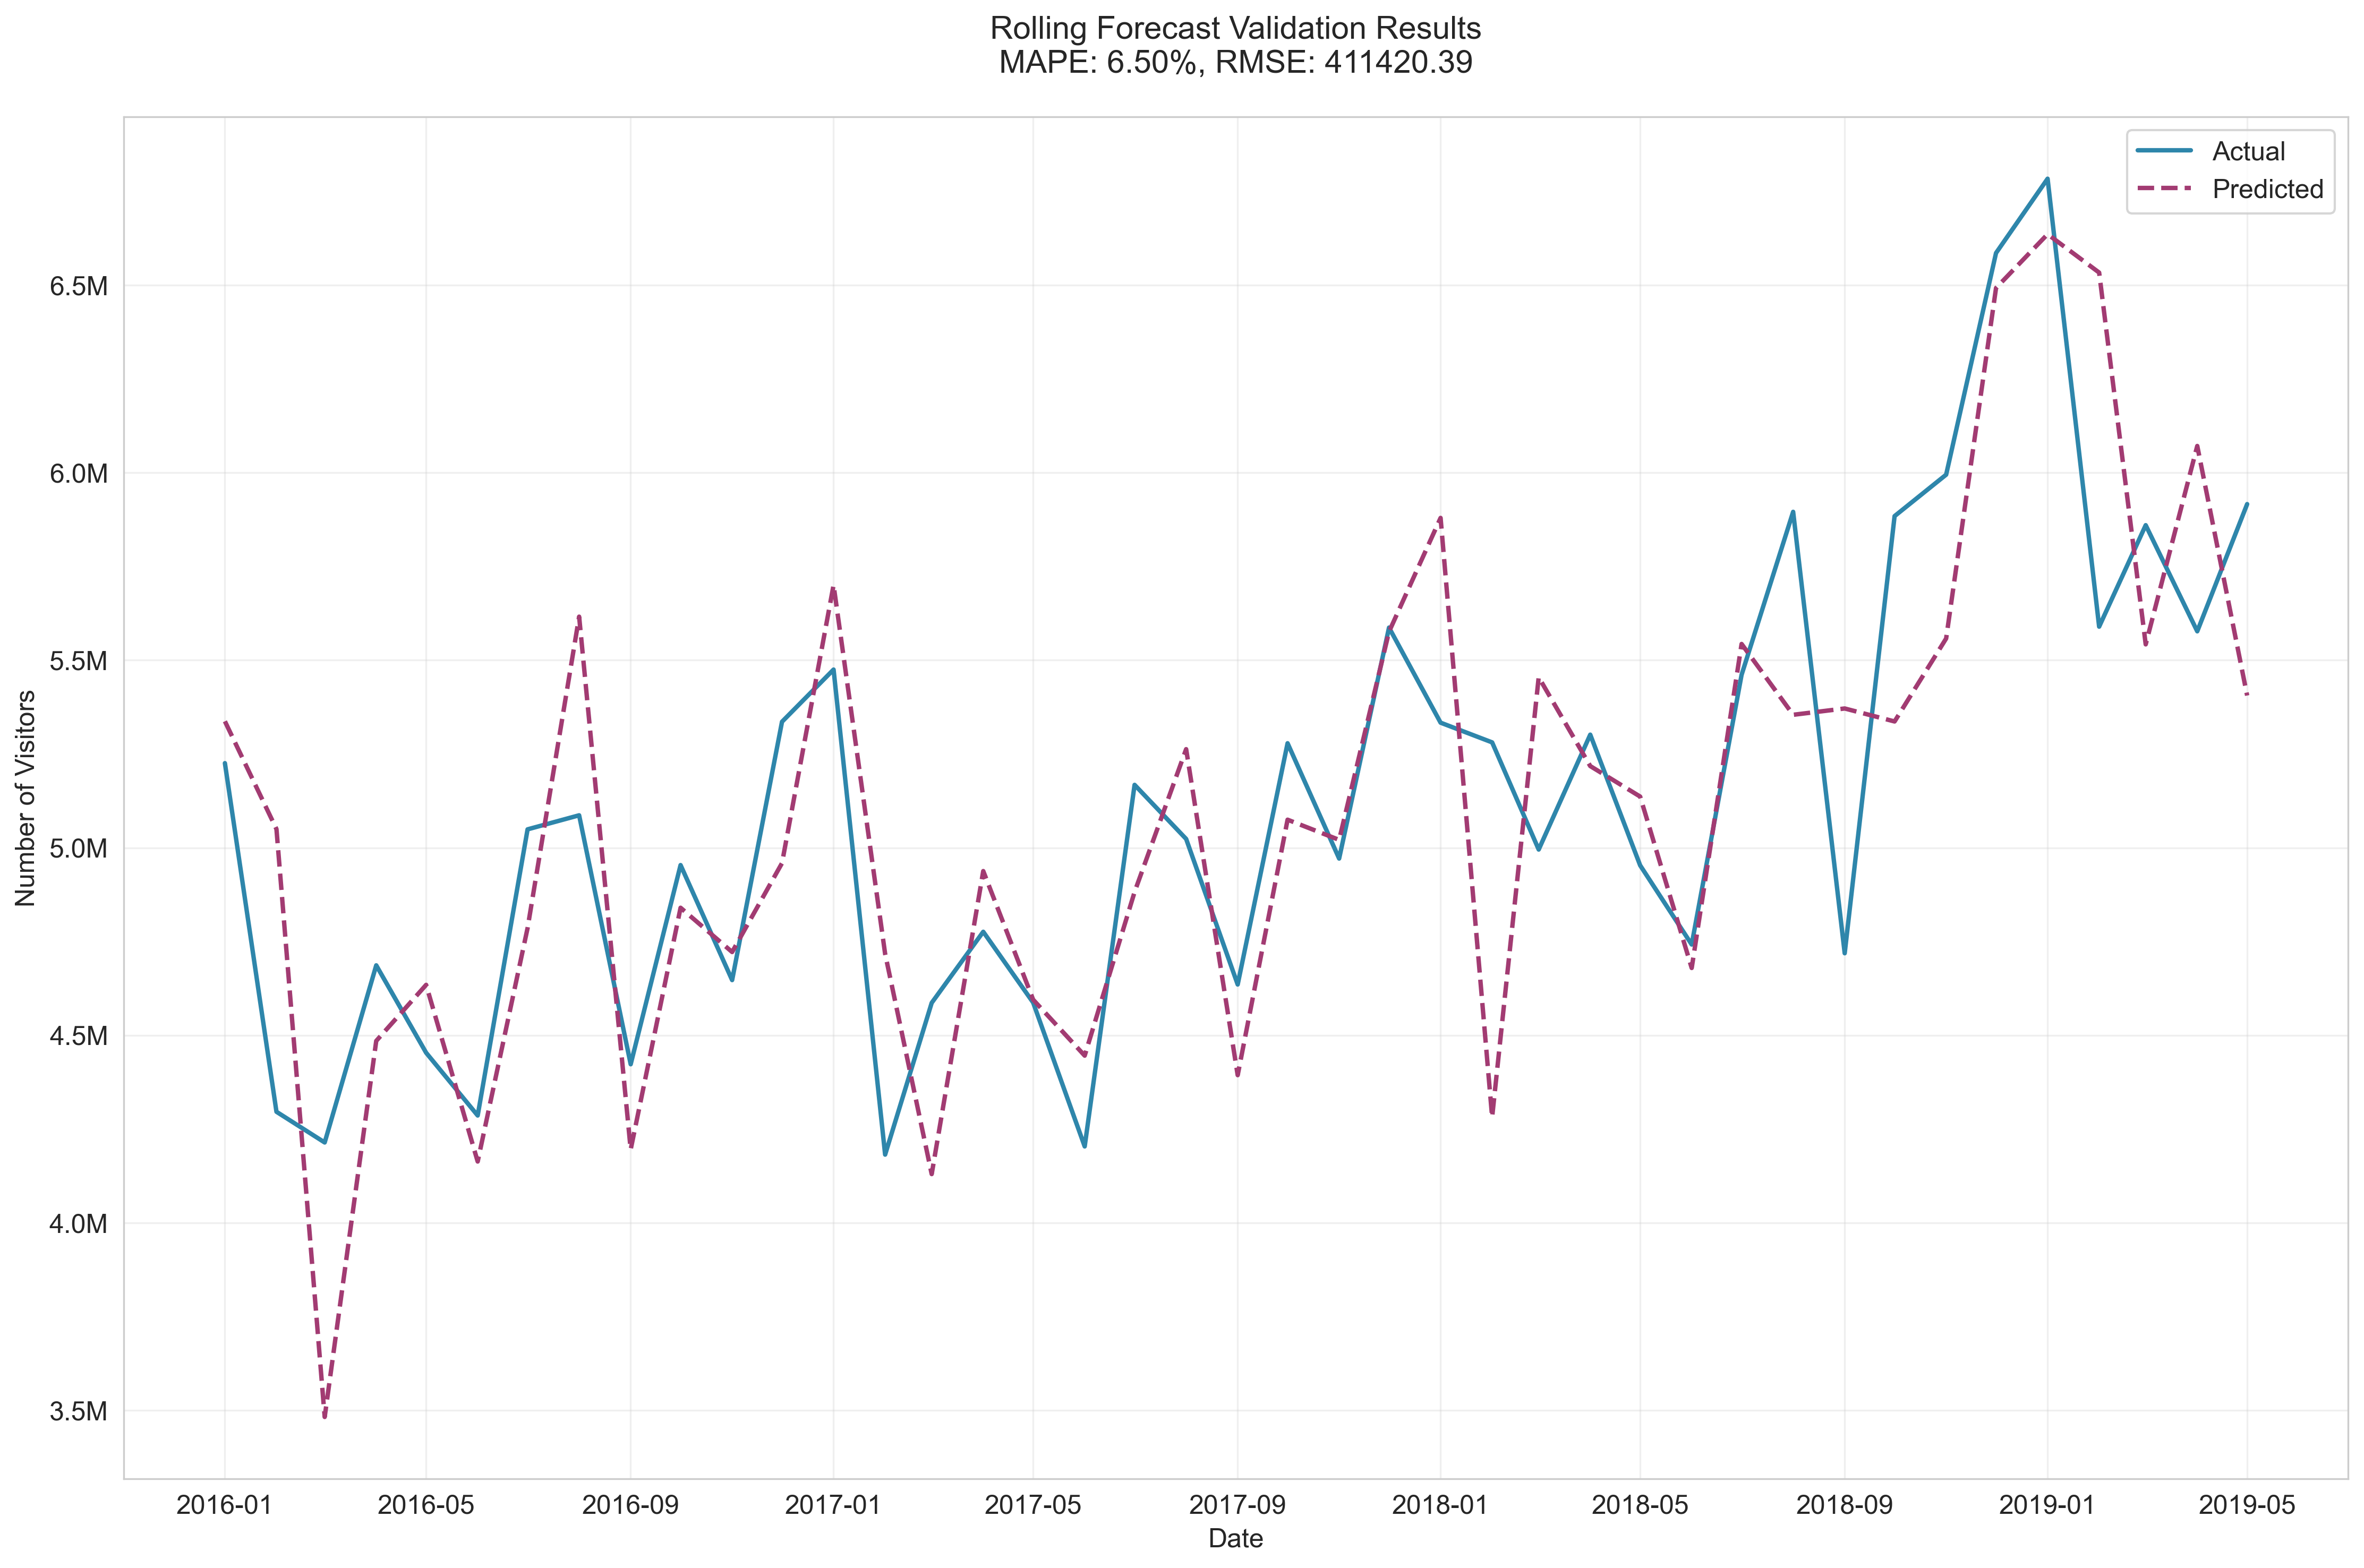 Rolling Forecast Validation Results
MAPE: 6.50%, RMSE: 411420.39
Actual
Predicted
6.5M
6.0M
5.5M
5.0M
4.5M
4.0M
3.5M
Number of Visitors
2016-01 2016-05 2016-09 2017-01 2017-05 2017-09 2018-01 2018-05 2018-09 2019-01 2019-05
Date